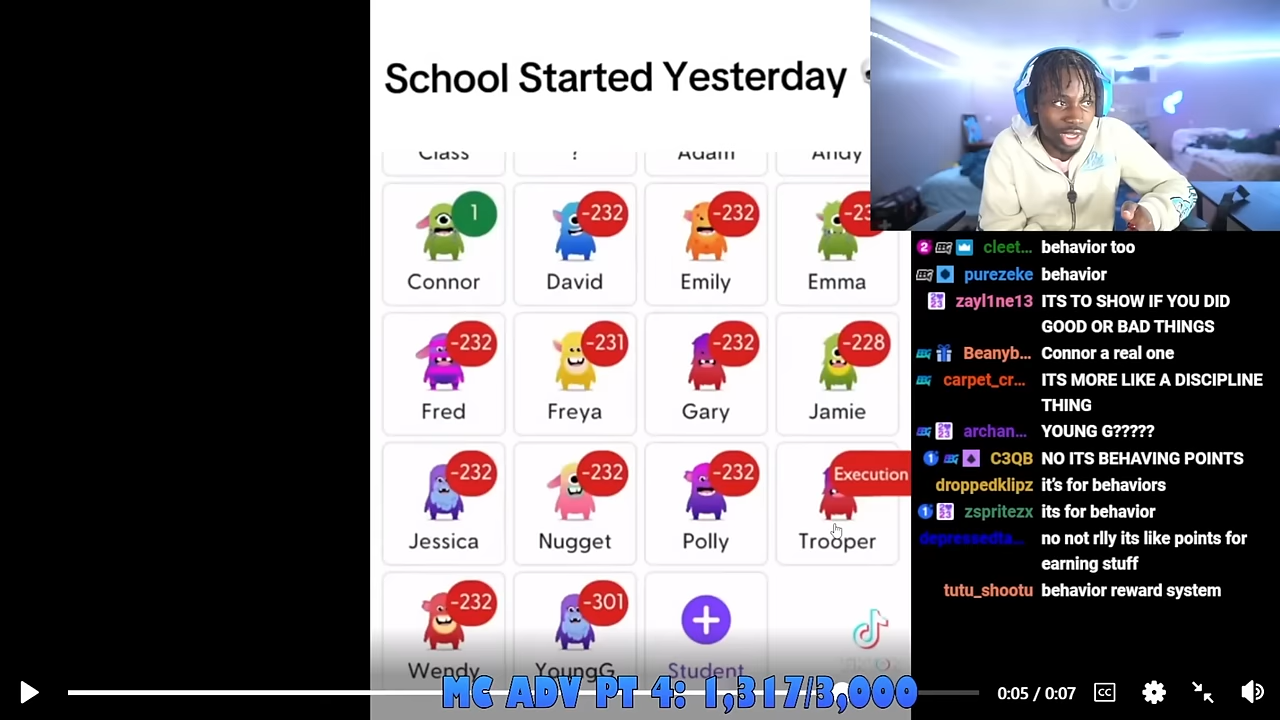 School Started Yesterday
Class ? Adam Andy
1 -232 -232
Connor David Emily Emma
-232 -231 -232 -228
Fred Freya Gary Jamie
-232 -232 -232 Execution
Jessica Nugget Polly Trooper
-232 -301
Wendy YoungG Student
cleet... behavior too
purezeke behavior
zayl1ne13 ITS TO SHOW IF YOU DID
GOOD OR BAD THINGS
Beanyb... Connor a real one
carpet_cr... ITS MORE LIKE A DISCIPLINE
THING
archan... YOUNG G?????
C3QB NO ITS BEHAVING POINTS
droppedklipz it's for behaviors
zspritezx its for behavior
depressedta... no not rlly its like points for
earning stuff
tutu_shootu behavior reward system
MC ADV PT 4: 1,317/3,000
0:05 / 0:07
CC